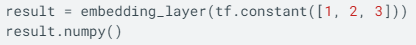 result = embedding_layer(tf.constant([1, 2, 3]))
result.numpy()